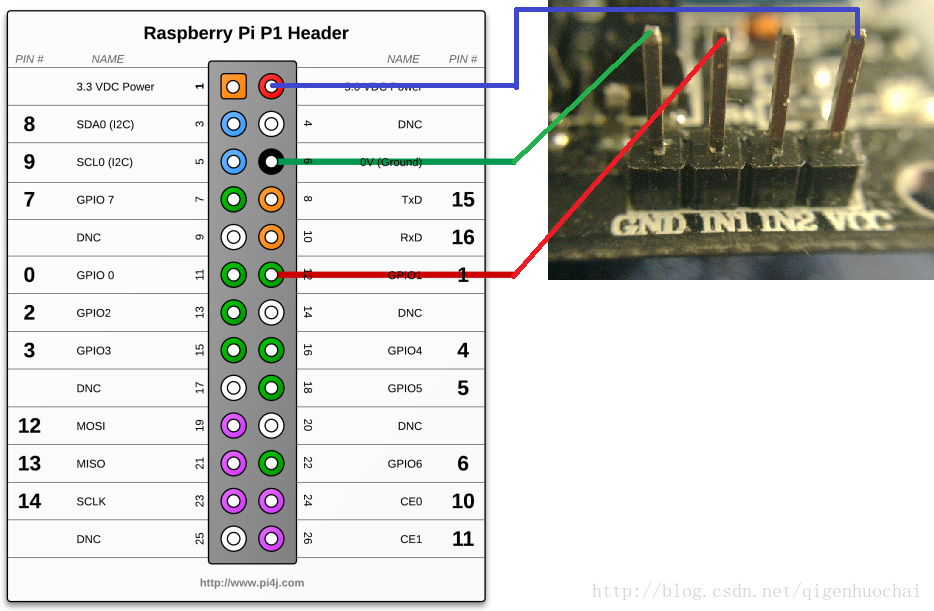 Raspberry Pi P1 Header
PIN # NAME NAME PIN #
3.3 VDC Power 1 5.0 VDC Power
8 SDA0 (I2C) 3 4 DNC
9 SCL0 (I2C) 5 6 0V (Ground)
7 GPIO 7 7 8 TxD 15
DNC 9 10 RxD 16
0 GPIO 0 11 12 GPIO1 1
2 GPIO2 13 14 DNC
3 GPIO3 15 16 GPIO4 4
DNC 17 18 GPIO5 5
12 MOSI 19 20 DNC
13 MISO 21 22 GPIO6 6
14 SCLK 23 24 CE0 10
DNC 25 26 CE1 11
http://www.pi4j.com
GND IN1 IN2 VCC
http://blog.csdn.net/qigenhuochai